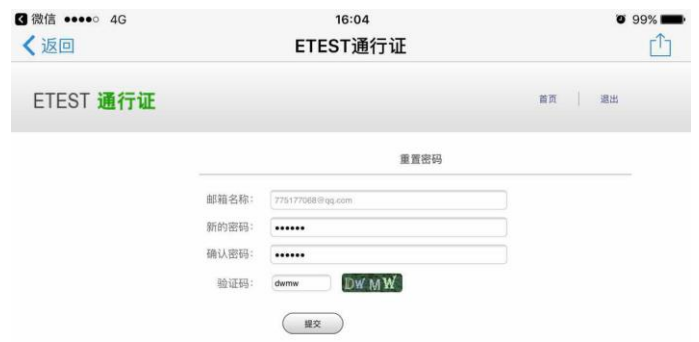 微信 4G 16:04 99%
返回 ETEST通行证
ETEST 通行证 首页 退出
重置密码
邮箱名称: 775177068@qq.com
新的密码: ••••••
确认密码: ••••••
验证码: dwmw DWMW
提交